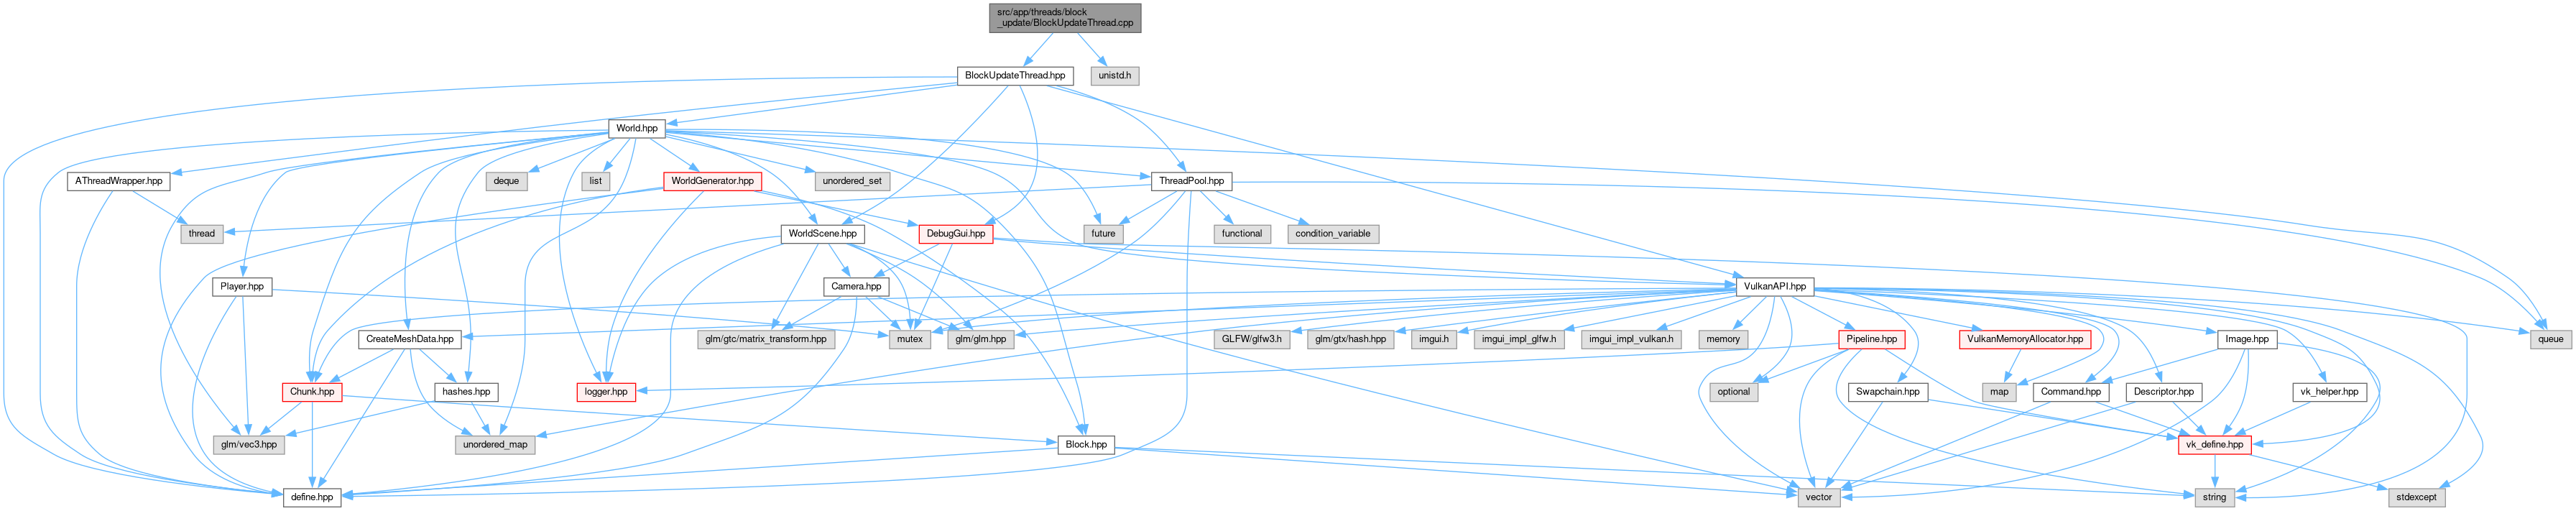 src/app/threads/block
_update/BlockUpdateThread.cpp
BlockUpdateThread.hpp
unistd.h
World.hpp
AThreadWrapper.hpp
deque
list
WorldGenerator.hpp
unordered_set
ThreadPool.hpp
thread
WorldScene.hpp
DebugGui.hpp
future
functional
condition_variable
Player.hpp
Camera.hpp
VulkanAPI.hpp
CreateMeshData.hpp
glm/gtc/matrix_transform.hpp
mutex
glm/glm.hpp
GLFW/glfw3.h
glm/gtx/hash.hpp
imgui.h
imgui_impl_glfw.h
imgui_impl_vulkan.h
memory
Pipeline.hpp
VulkanMemoryAllocator.hpp
Image.hpp
queue
Chunk.hpp
hashes.hpp
logger.hpp
optional
Swapchain.hpp
map
Command.hpp
Descriptor.hpp
vk_helper.hpp
glm/vec3.hpp
unordered_map
Block.hpp
vk_define.hpp
define.hpp
vector
string
stdexcept